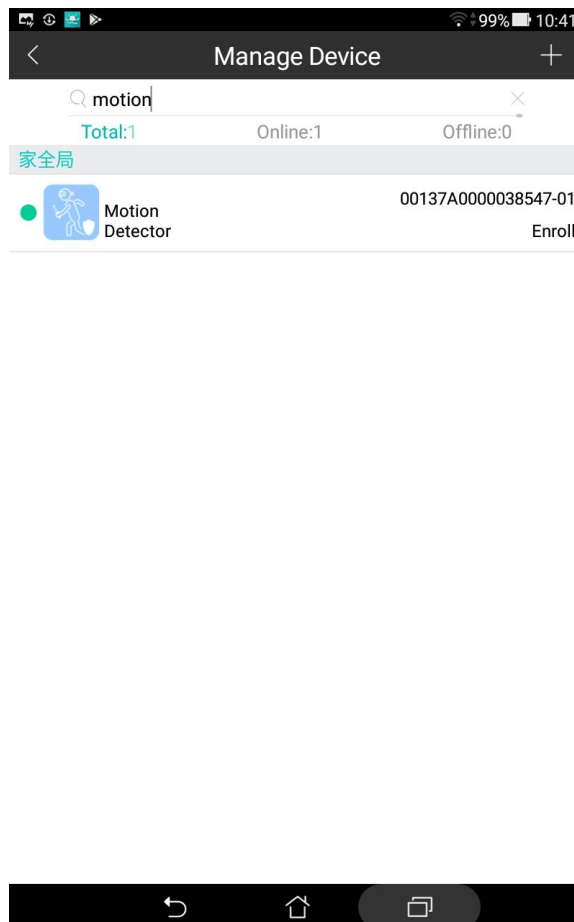 99% 10:41
Manage Device
motion
Total:1 Online:1 Offline:0
家全局
Motion
Detector
00137A0000038547-01
Enroll